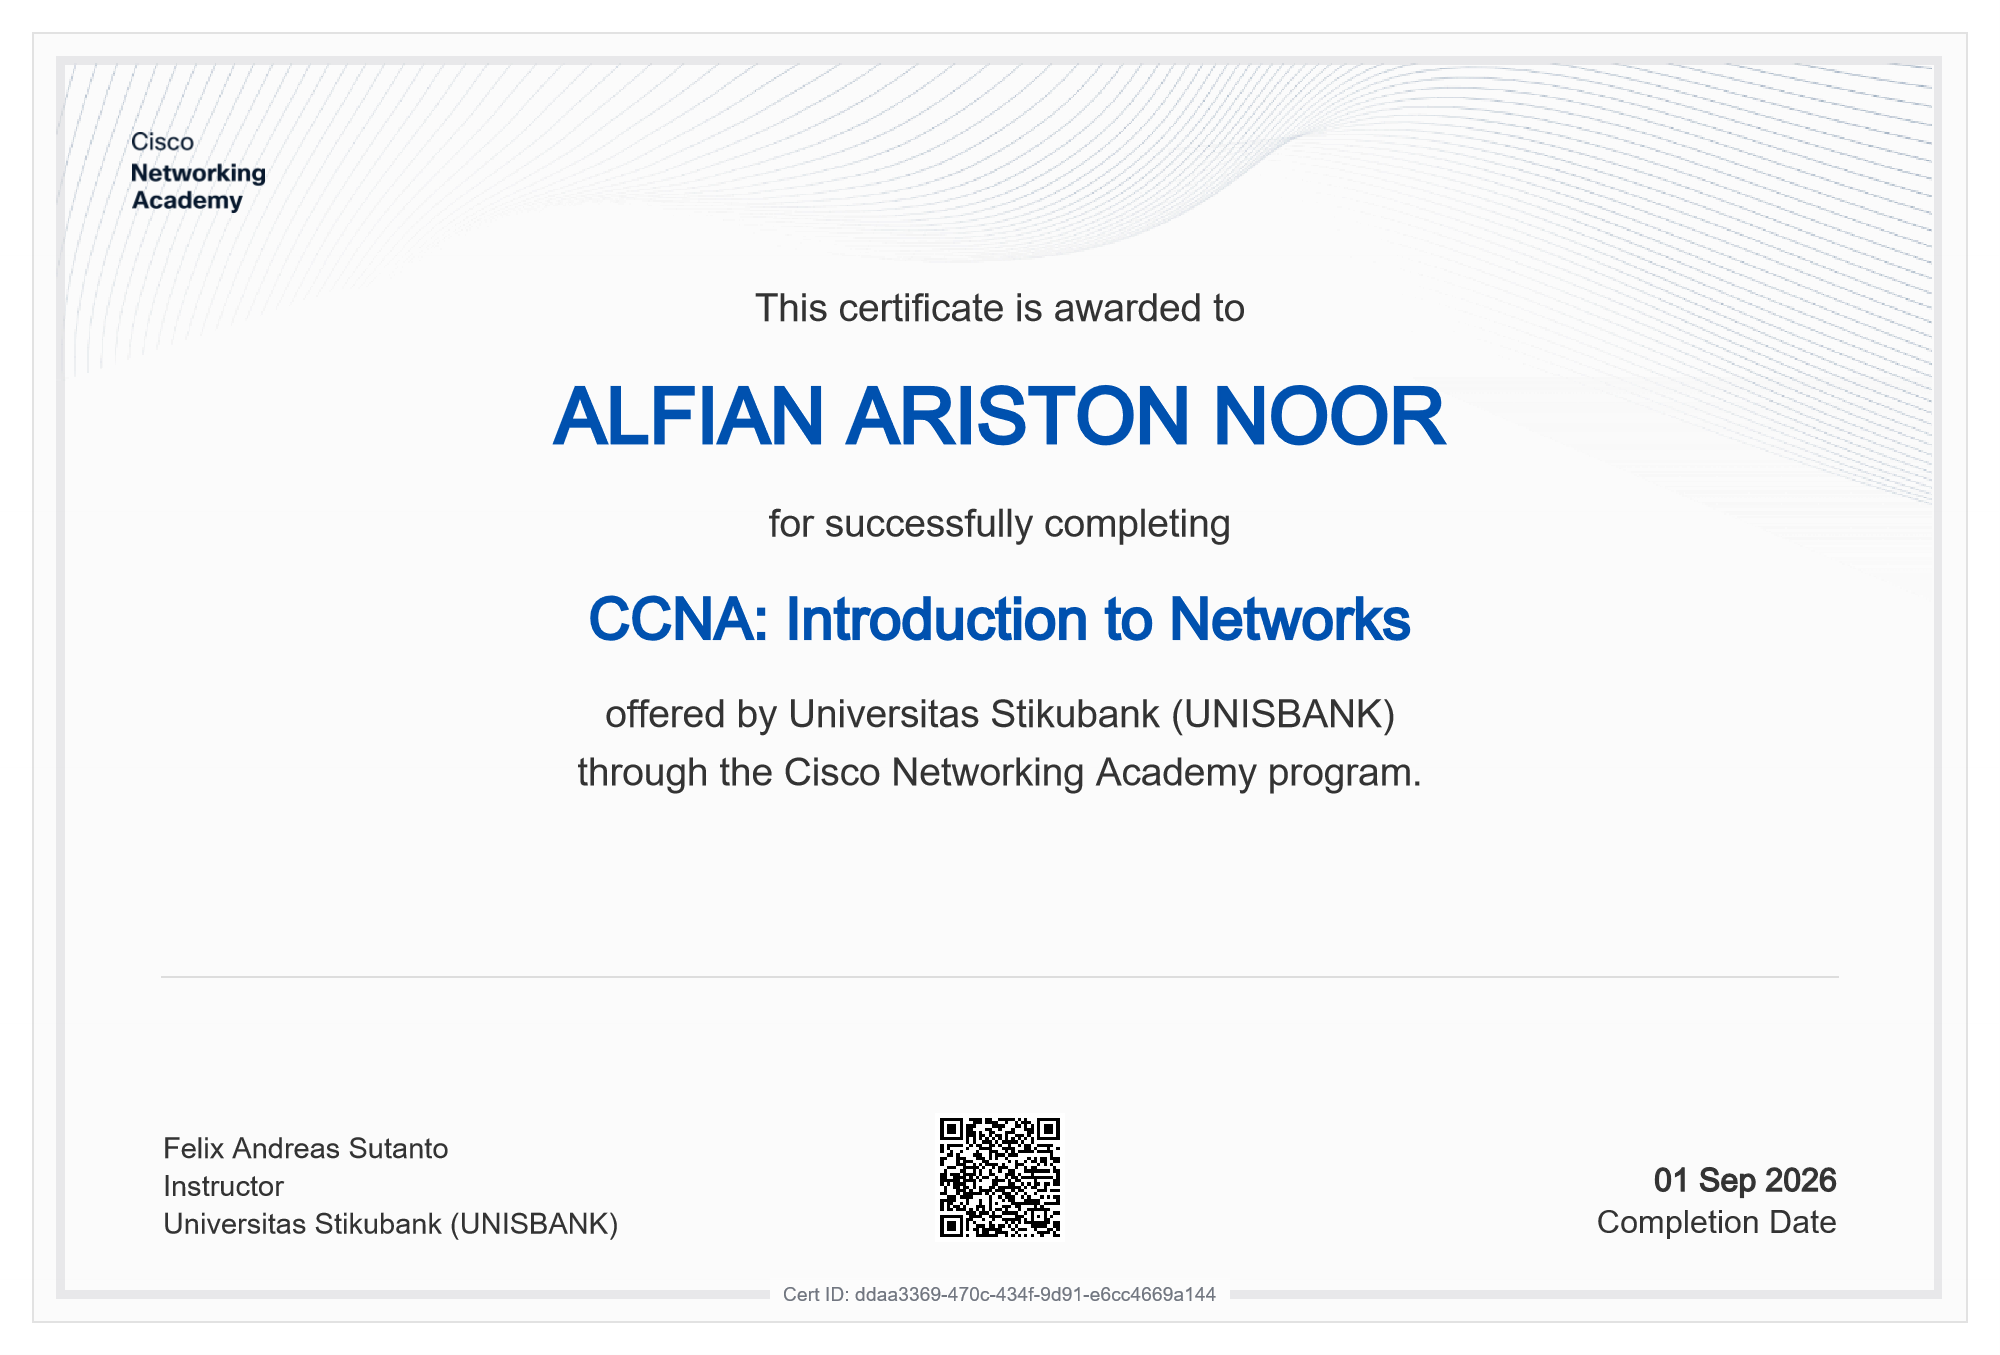 Cisco
Networking
Academy
This certificate is awarded to
ALFIAN ARISTON NOOR
for successfully completing
CCNA: Introduction to Networks
offered by Universitas Stikubank (UNISBANK)
through the Cisco Networking Academy program.
Felix Andreas Sutanto
Instructor
Universitas Stikubank (UNISBANK)
01 Sep 2026
Completion Date
Cert ID: ddaa3369-470c-434f-9d91-e6cc4669a144